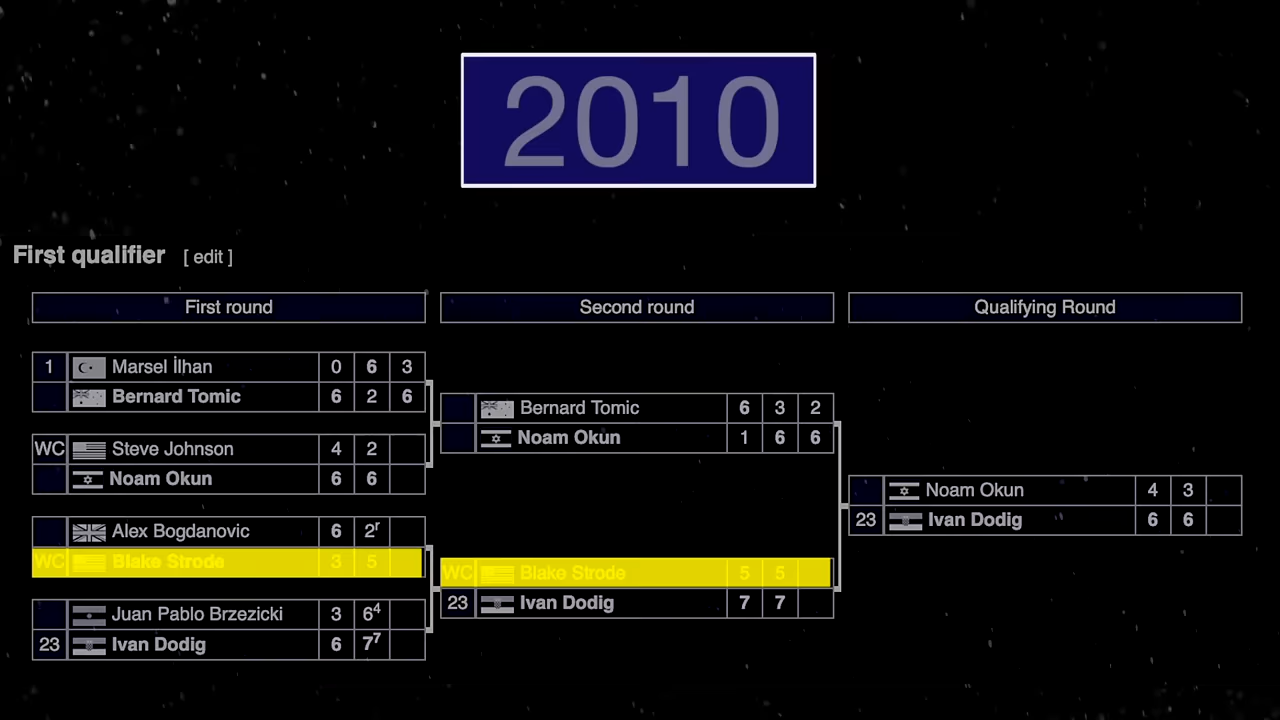 2010
First qualifier [ edit ]
First round Second round Qualifying Round
1 Marsel İlhan 0 6 3
Bernard Tomic 6 2 6
Bernard Tomic 6 3 2
Noam Okun 1 6 6
WC Steve Johnson 4 2
Noam Okun 6 6
Noam Okun 4 3
23 Ivan Dodig 6 6
Alex Bogdanovic 6 2r
WC Blake Strode 3 5
WC Blake Strode 5 5
23 Ivan Dodig 7 7
Juan Pablo Brzezicki 3 64
23 Ivan Dodig 6 77